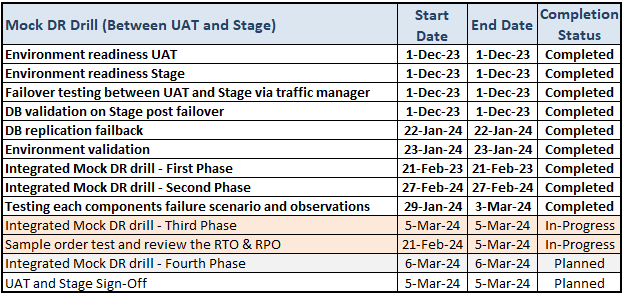 Mock DR Drill (Between UAT and Stage) Start Date End Date Completion Status
Environment readiness UAT 1-Dec-23 1-Dec-23 Completed
Environment readiness Stage 1-Dec-23 1-Dec-23 Completed
Failover testing between UAT and Stage via traffic manager 1-Dec-23 1-Dec-23 Completed
DB validation on Stage post failover 1-Dec-23 1-Dec-23 Completed
DB replication failback 22-Jan-24 22-Jan-24 Completed
Environment validation 23-Jan-24 23-Jan-24 Completed
Integrated Mock DR drill - First Phase 21-Feb-23 21-Feb-23 Completed
Integrated Mock DR drill - Second Phase 27-Feb-24 27-Feb-24 Completed
Testing each components failure scenario and observations 29-Jan-24 3-Mar-24 Completed
Integrated Mock DR drill - Third Phase 5-Mar-24 5-Mar-24 In-Progress
Sample order test and review the RTO & RPO 21-Feb-24 5-Mar-24 In-Progress
Integrated Mock DR drill - Fourth Phase 6-Mar-24 6-Mar-24 Planned
UAT and Stage Sign-Off 5-Mar-24 5-Mar-24 Planned